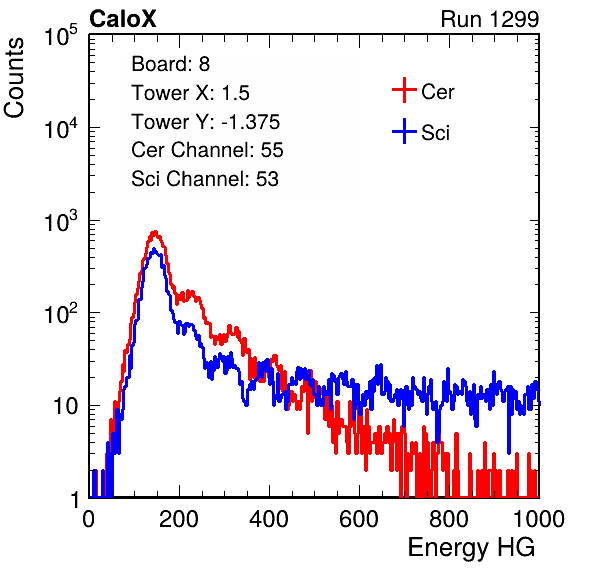 CaloX Run 1299
Counts
Board: 8
Tower X: 1.5
Tower Y: -1.375
Cer Channel: 55
Sci Channel: 53
Cer
Sci
10^5
10^4
10^3
10^2
10
1
0 200 400 600 800 1000
Energy HG